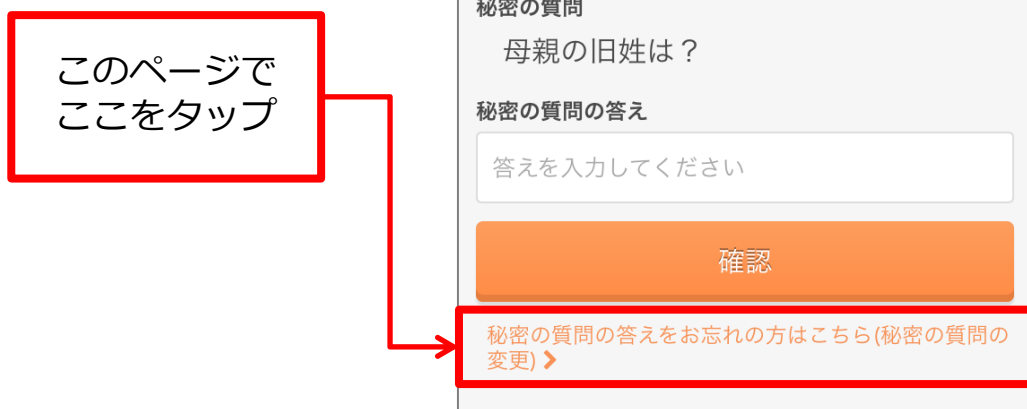 このページで
ここをタップ
秘密の質問
母親の旧姓は？
秘密の質問の答え
答えを入力してください
確認
秘密の質問の答えをお忘れの方はこちら(秘密の質問の
変更)